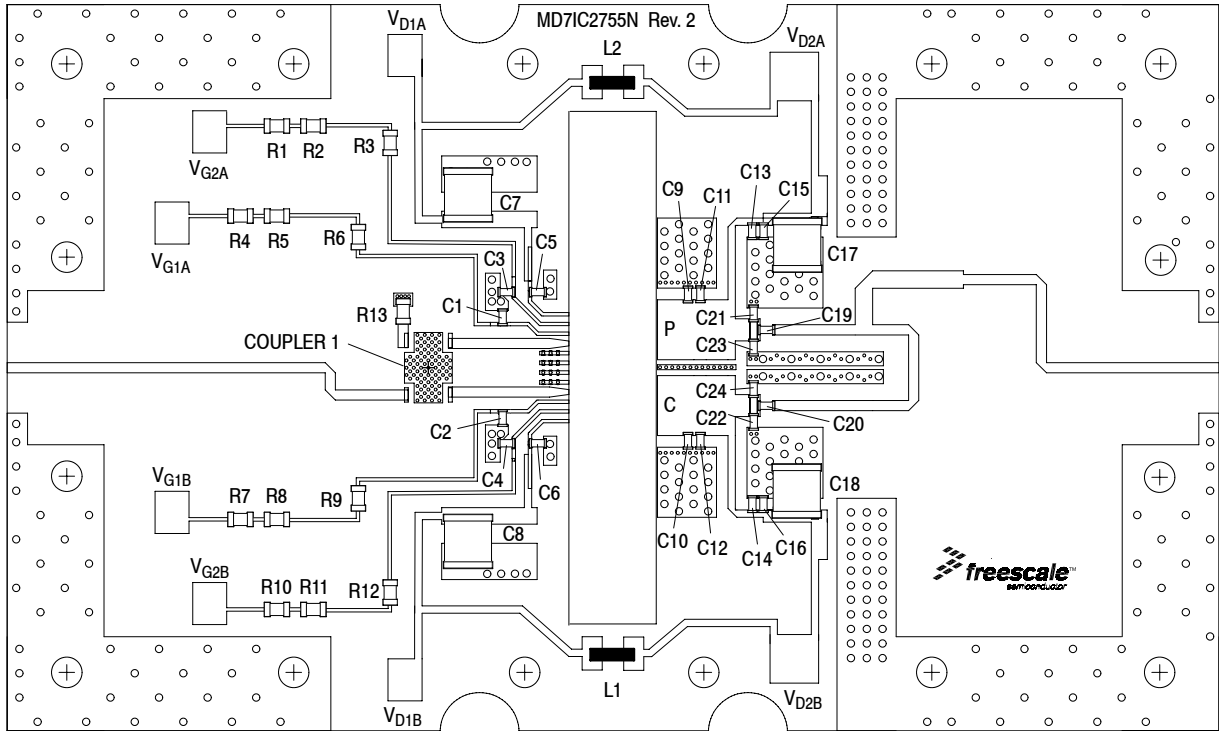 MD7IC2755N Rev. 2
VD1A
L2
VD2A
R1
R2
R3
VG2A
C7
C9
C11
C13
C15
R4
R5
R6
VG1A
C5
C3
C17
C1
R13
C21
C19
P
COUPLER 1
C23
C24
C
C2
C22
C20
C4
C6
VG1B
R7
R8
R9
C18
C8
C10
C12
C14
C16
VG2B
R10
R11
R12
freescale™
semiconductor
L1
VD1B
VD2B